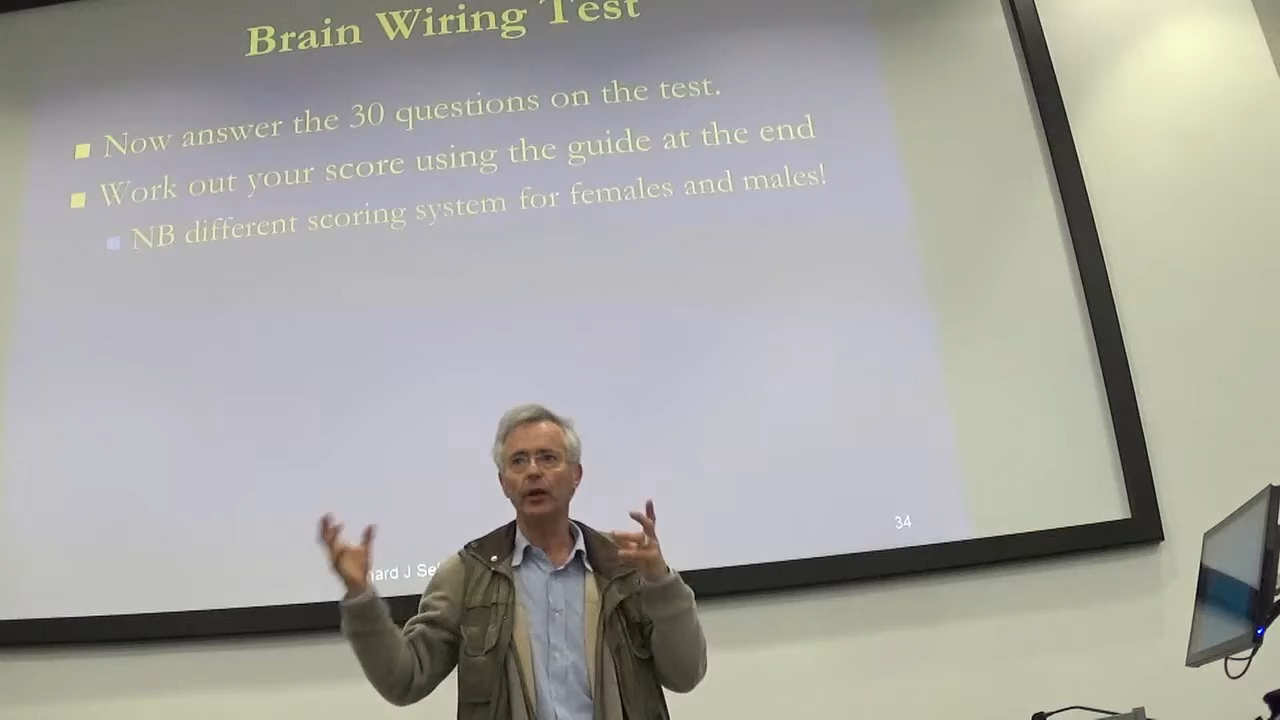 Brain Wiring Test
Now answer the 30 questions on the test.
Work out your score using the guide at the end
NB different scoring system for females and males!
34
J